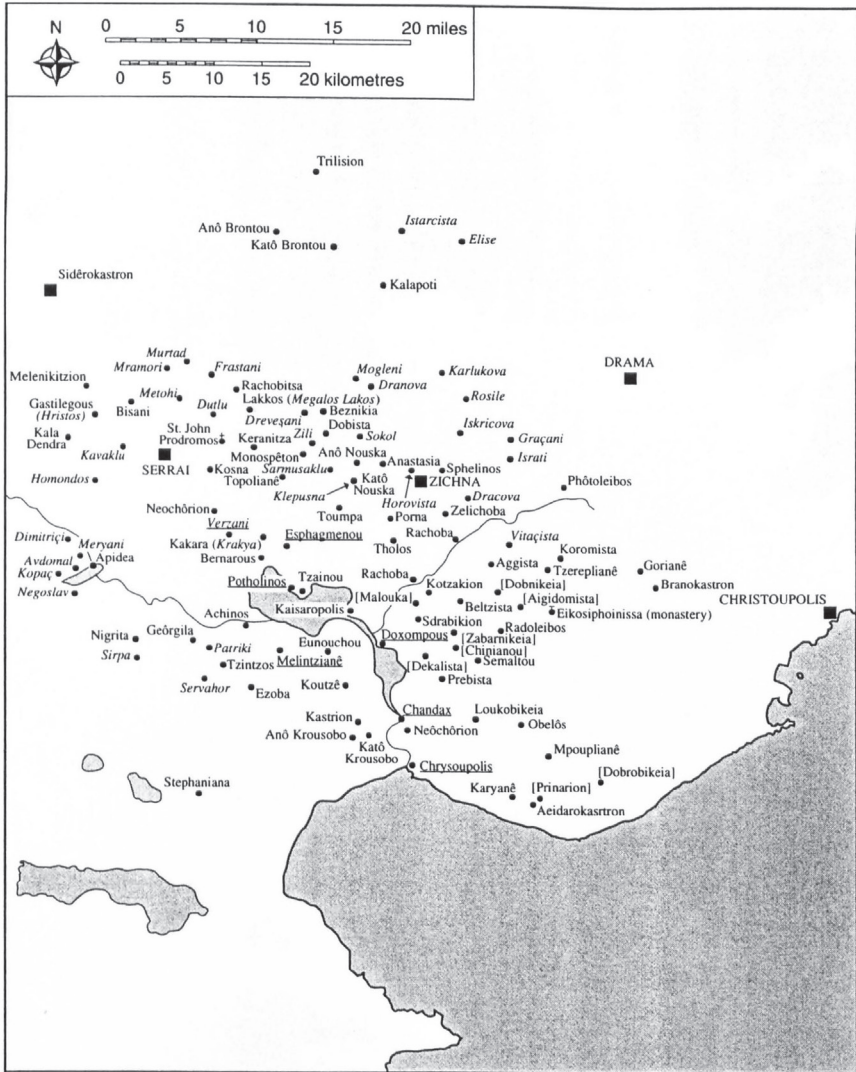 N
0 5 10 20 miles
0 5 10 15 20 kilometres
Trilision
Anô Brontou
Istarcista
Katô Brontou
Elise
Sidêrokastron
Kalapoti
Murtad
Mramori
Frastani
Mogleni
Karlukova
DRAMA
Melenikitzion
Rachobitsa
Dranova
Metohi
Lakkos (Megalos Lakos)
Rosile
Gastilegous
(Hristos)
Bisani
Dutlu
Dreveşani
Beznikia
Kala
Dendra
St. John
Prodromos
Keranitza
Zili
Dobista
Sokol
Iskricova
Graçani
Kavaklu
Monospêton
Anô Nouska
Anastasia
Israti
SERRAI
Kosna
Sarmusaklu
Sphelinos
Homondos
Topolianê
Klepusna
Katô
Nouska
Horovista
ZICHNA
Phôtoleibos
Dracova
Neochôrion
Toumpa
Porna
Zelichoba
Verzani
Dimitriçi
Kakara (Krakya)
Esphagmenou
Tholos
Rachoba
Vitaçista
Meryani
Bernarous
Koromista
Avdomal
Apidea
Aggista
Tzereplianê
Gorianê
Kopaç
Potholinos
Tzainou
Rachoba
Kotzakion
[Dobnikeia]
Branokastron
Negoslav
[Malouka]
Beltzista
[Aigidomista]
CHRISTOUPOLIS
Kaisaropolis
Eikosiphoinissa (monastery)
Achinos
Sdrabikion
Radoleibos
Nigrita
Geôrgila
Eunouchou
Doxompous
[Zabarnikeia]
Sirpa
Patriki
Melintzianê
[Chinianou]
Tzintzos
[Dekalista]
Semaltou
Servahor
Ezoba
Koutzê
Prebista
Chandax
Loukobikeia
Kastrion
Neôchôrion
Obelôs
Anô Krousobo
Katô
Krousobo
Mpouplianê
Chrysoupolis
Stephaniana
[Dobrobikeia]
Karyanê
[Prinarion]
Aeidarokasrtron